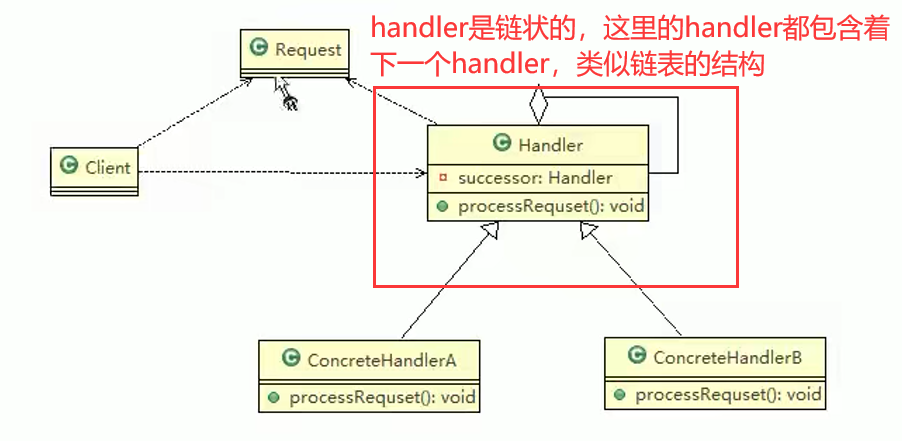 handler是链状的，这里的handler都包含着
下一个handler，类似链表的结构
C Request
C Client
C Handler
successor: Handler
processRequset(): void
C ConcreteHandlerA
processRequset(): void
C ConcreteHandlerB
processRequset(): void